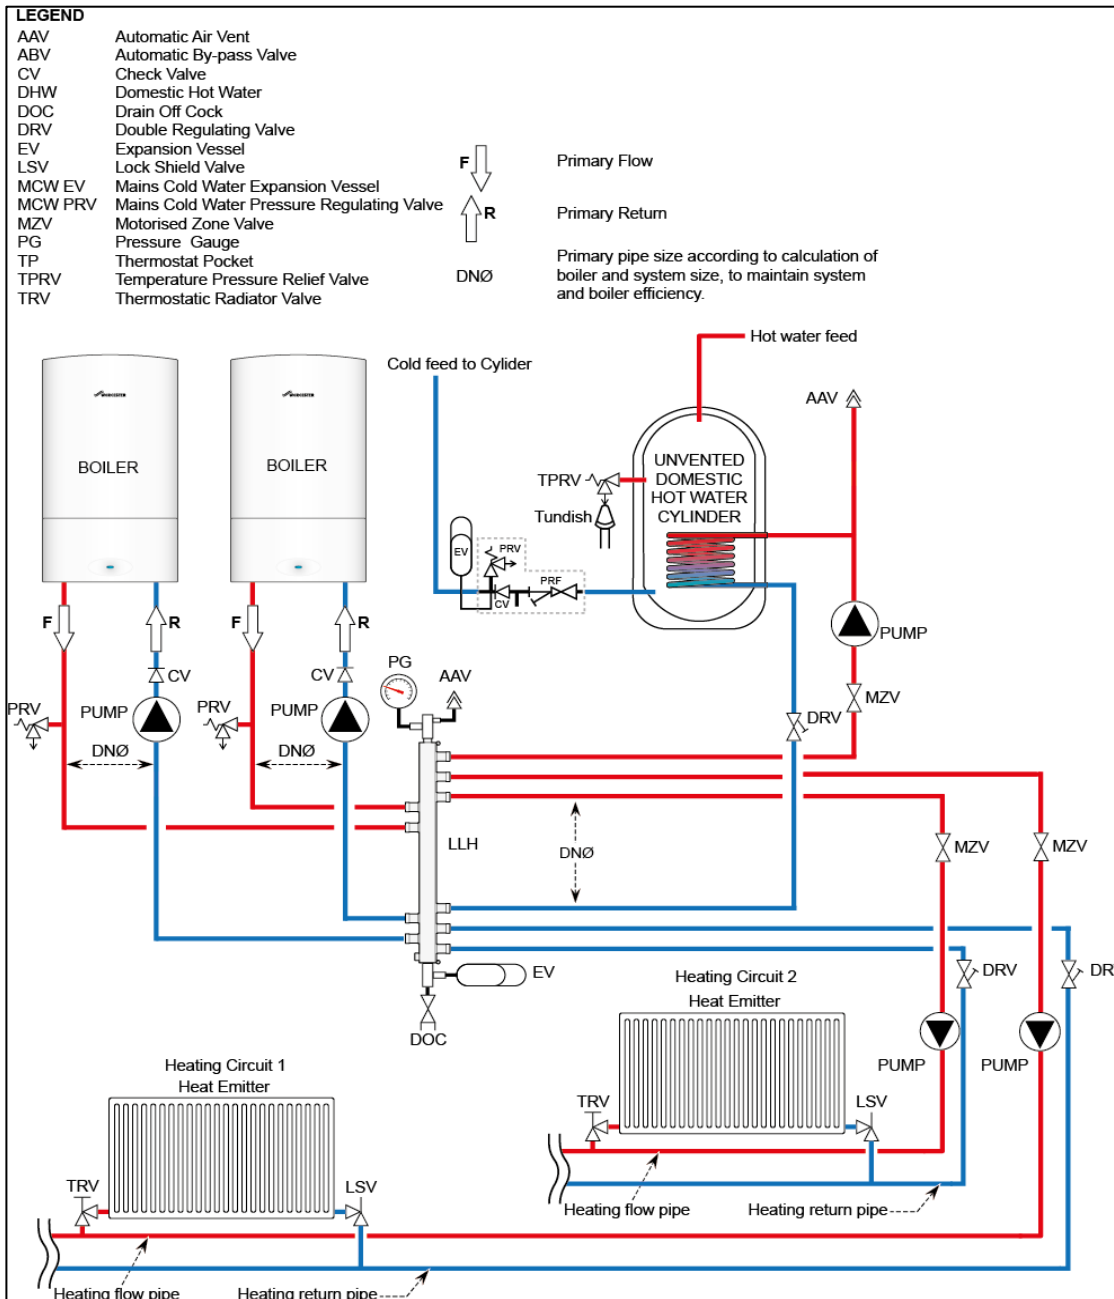 LEGEND
AAV Automatic Air Vent
ABV Automatic By-pass Valve
CV Check Valve
DHW Domestic Hot Water
DOC Drain Off Cock
DRV Double Regulating Valve
EV Expansion Vessel
LSV Lock Shield Valve
MCW EV Mains Cold Water Expansion Vessel
MCW PRV Mains Cold Water Pressure Regulating Valve
MZV Motorised Zone Valve
PG Pressure Gauge
TP Thermostat Pocket
TPRV Temperature Pressure Relief Valve
TRV Thermostatic Radiator Valve
F Primary Flow
R Primary Return
DNØ Primary pipe size according to calculation of
boiler and system size, to maintain system
and boiler efficiency.
Hot water feed
Cold feed to Cylider
AAV
WORCESTER
WORCESTER
BOILER
BOILER
UNVENTED
DOMESTIC
HOT WATER
CYLINDER
TPRV
Tundish
EV
PRV
PRF
CV
F
R
F
R
PUMP
CV
CV
PG
AAV
MZV
PRV
PUMP
PRV
PUMP
DRV
DNØ
DNØ
LLH
DNØ
MZV
MZV
EV
DRV
DR
DOC
Heating Circuit 2
Heat Emitter
PUMP
PUMP
Heating Circuit 1
Heat Emitter
TRV
LSV
TRV
LSV
Heating flow pipe
Heating return pipe
Heating flow pipe
Heating return pipe